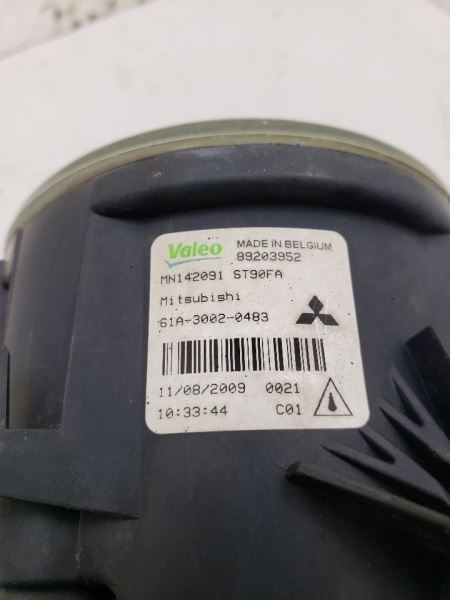 Valeo MADE IN BELGIUM
89203952
MN142091 ST90FA
Mitsubishi
61A-3002-0483
11/08/2009 0021
10:33:44 C01